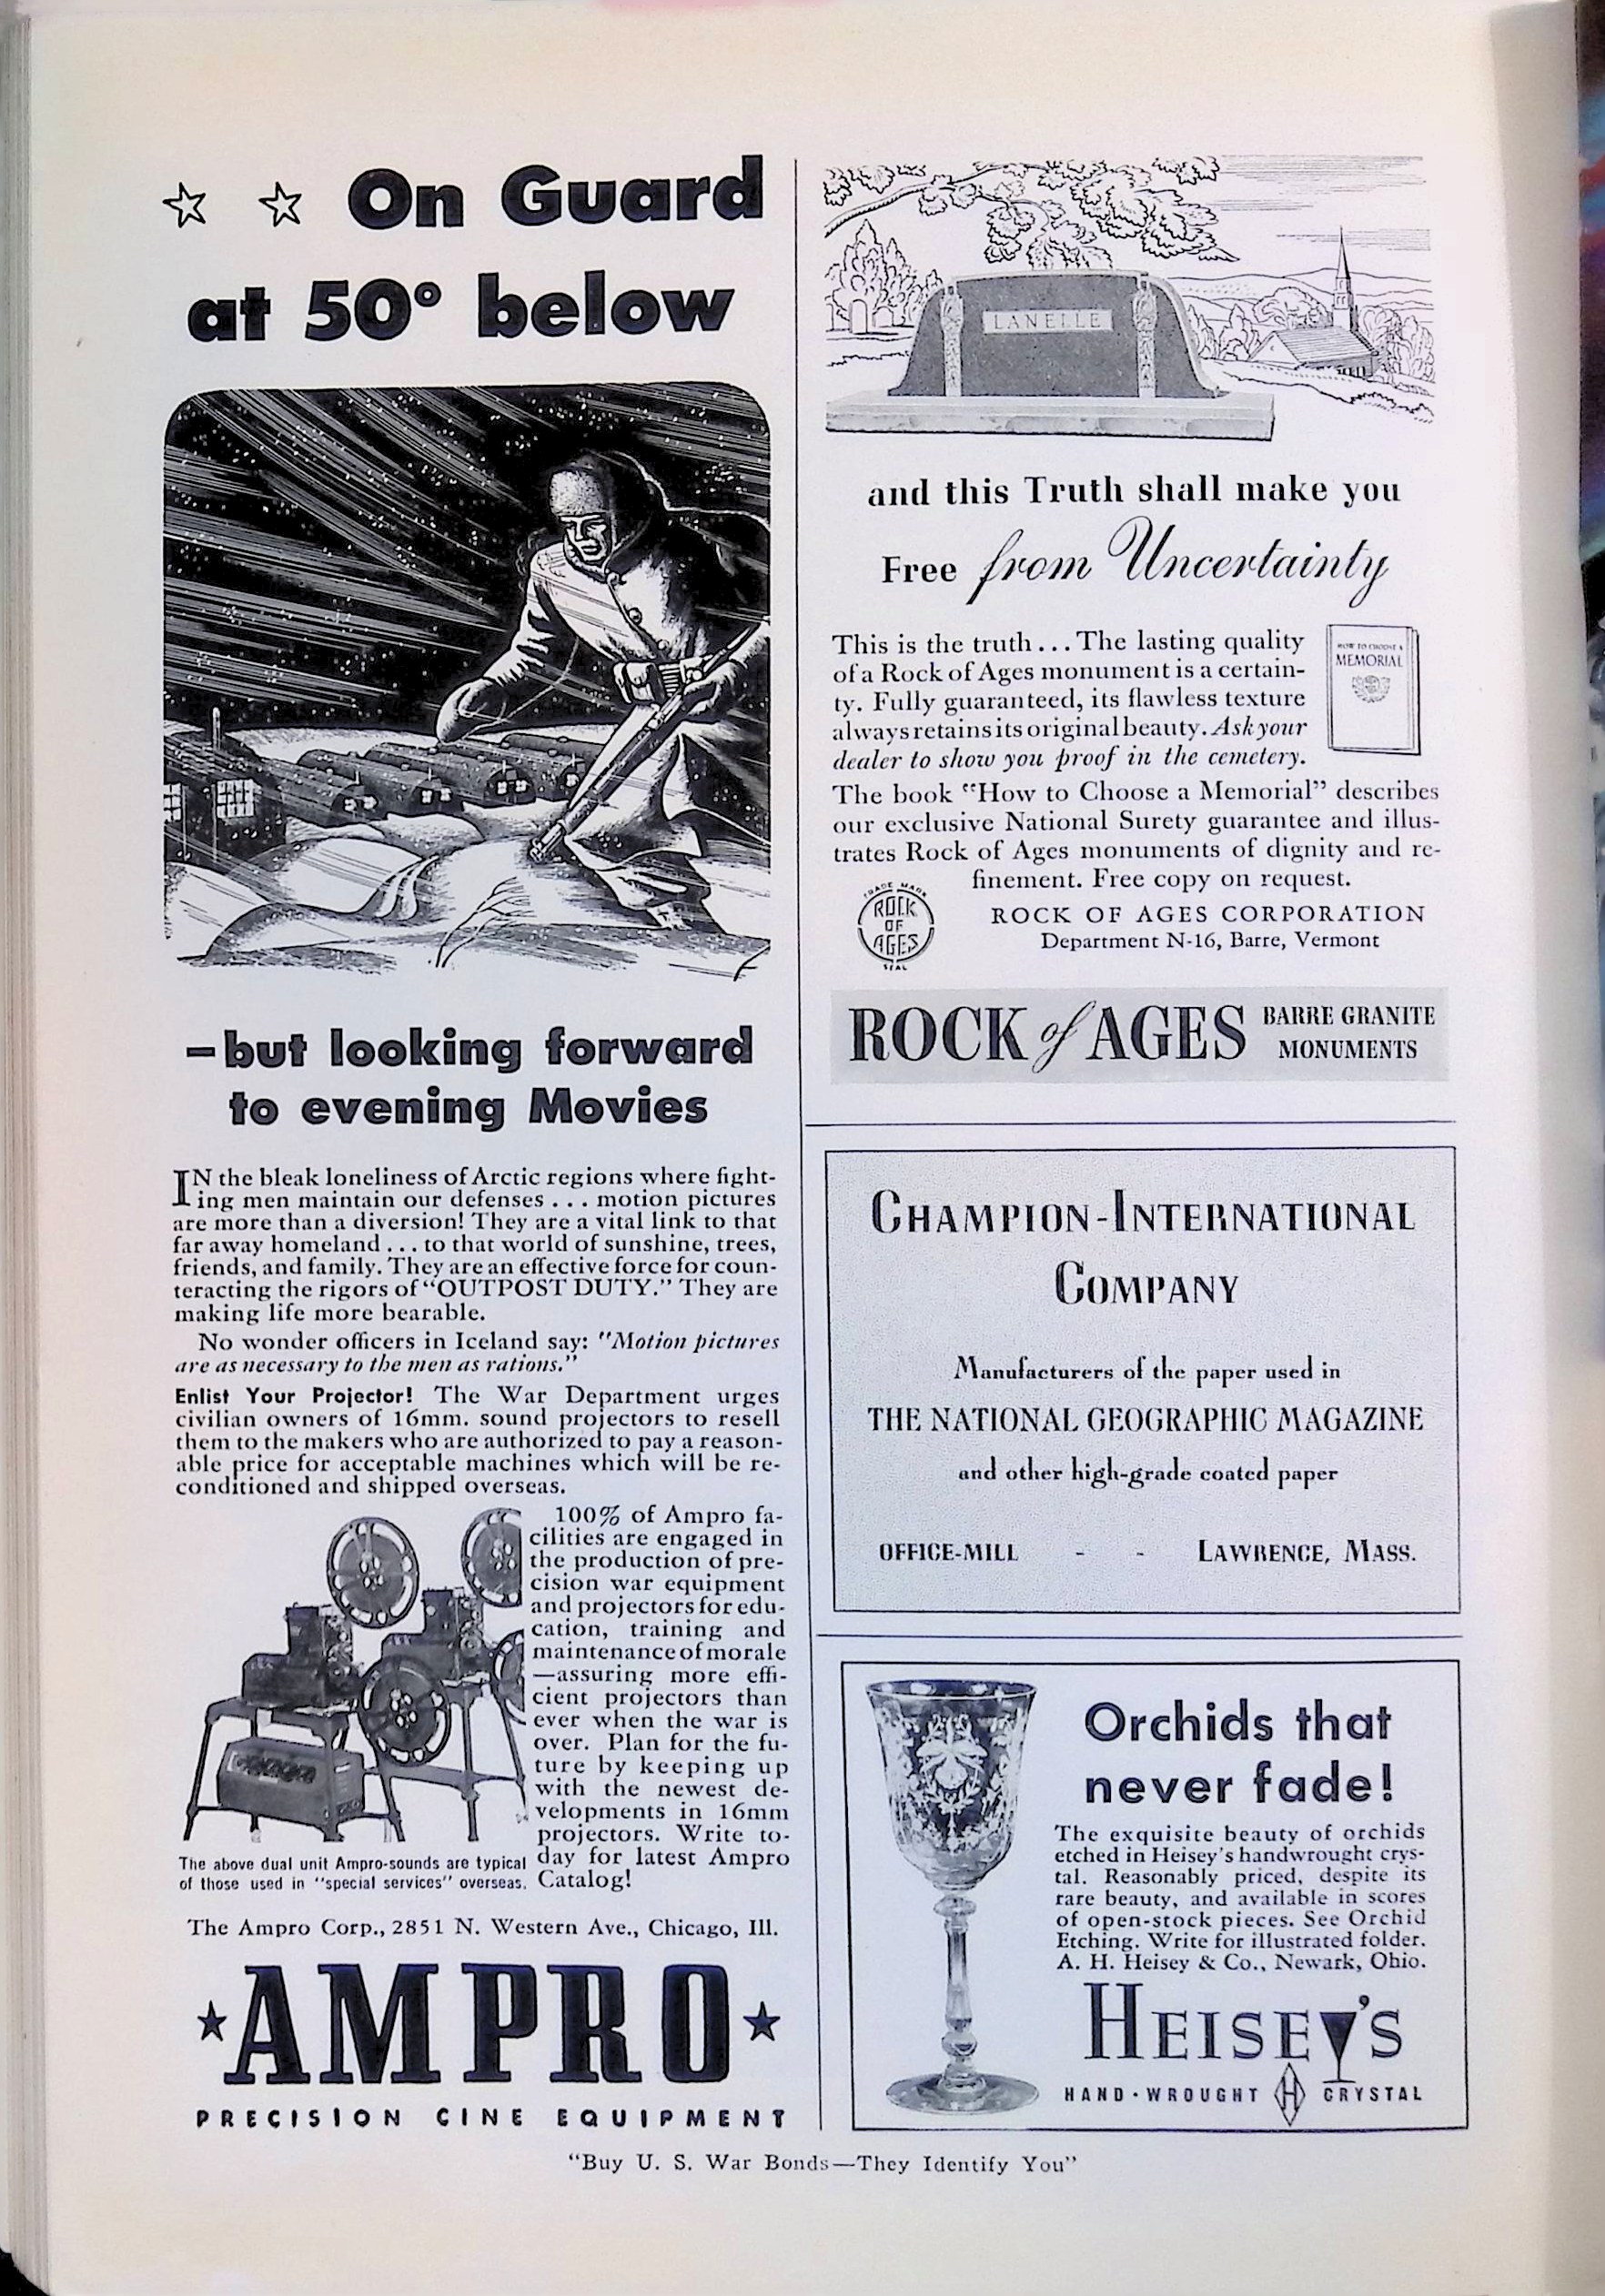 On Guard
at 50° below
–but looking forward
to evening Movies
IN the bleak loneliness of Arctic regions where fight-
ing men maintain our defenses . . . motion pictures
are more than a diversion! They are a vital link to that
far away homeland . . . to that world of sunshine, trees,
friends, and family. They are an effective force for coun-
teracting the rigors of "OUTPOST DUTY." They are
making life more bearable.
No wonder officers in Iceland say: "Motion pictures
are as necessary to the men as rations."
Enlist Your Projector! The War Department urges
civilian owners of 16mm. sound projectors to resell
them to the makers who are authorized to pay a reason-
able price for acceptable machines which will be re-
conditioned and shipped overseas.
100% of Ampro fa-
cilities are engaged in
the production of pre-
cision war equipment
and projectors for edu-
cation, training and
maintenance of morale
—assuring more effi-
cient projectors than
ever when the war is
over. Plan for the fu-
ture by keeping up
with the newest de-
velopments in 16mm
projectors. Write to-
day for latest Ampro
Catalog!
The above dual unit Ampro-sounds are typical
of those used in "special services" overseas.
The Ampro Corp., 2851 N. Western Ave., Chicago, Ill.
AMPRO
PRECISION CINE EQUIPMENT
LANELLE
and this Truth shall make you
Free from Uncertainty
This is the truth . . . The lasting quality
of a Rock of Ages monument is a certain-
ty. Fully guaranteed, its flawless texture
always retains its original beauty. Ask your
dealer to show you proof in the cemetery.
HOW TO CHOOSE A
MEMORIAL
The book "How to Choose a Memorial" describes
our exclusive National Surety guarantee and illus-
trates Rock of Ages monuments of dignity and re-
finement. Free copy on request.
TRADE MARK
ROCK
OF
AGES
SEAL
ROCK OF AGES CORPORATION
Department N-16, Barre, Vermont
ROCK of AGES BARRE GRANITE
MONUMENTS
CHAMPION-INTERNATIONAL
COMPANY
Manufacturers of the paper used in
THE NATIONAL GEOGRAPHIC MAGAZINE
and other high-grade coated paper
OFFICE-MILL - - LAWRENCE, MASS.
Orchids that
never fade!
The exquisite beauty of orchids
etched in Heisey's handwrought crys-
tal. Reasonably priced, despite its
rare beauty, and available in scores
of open-stock pieces. See Orchid
Etching. Write for illustrated folder.
A. H. Heisey & Co., Newark, Ohio.
HEISEY'S
HAND·WROUGHT H CRYSTAL
"Buy U. S. War Bonds—They Identify You"